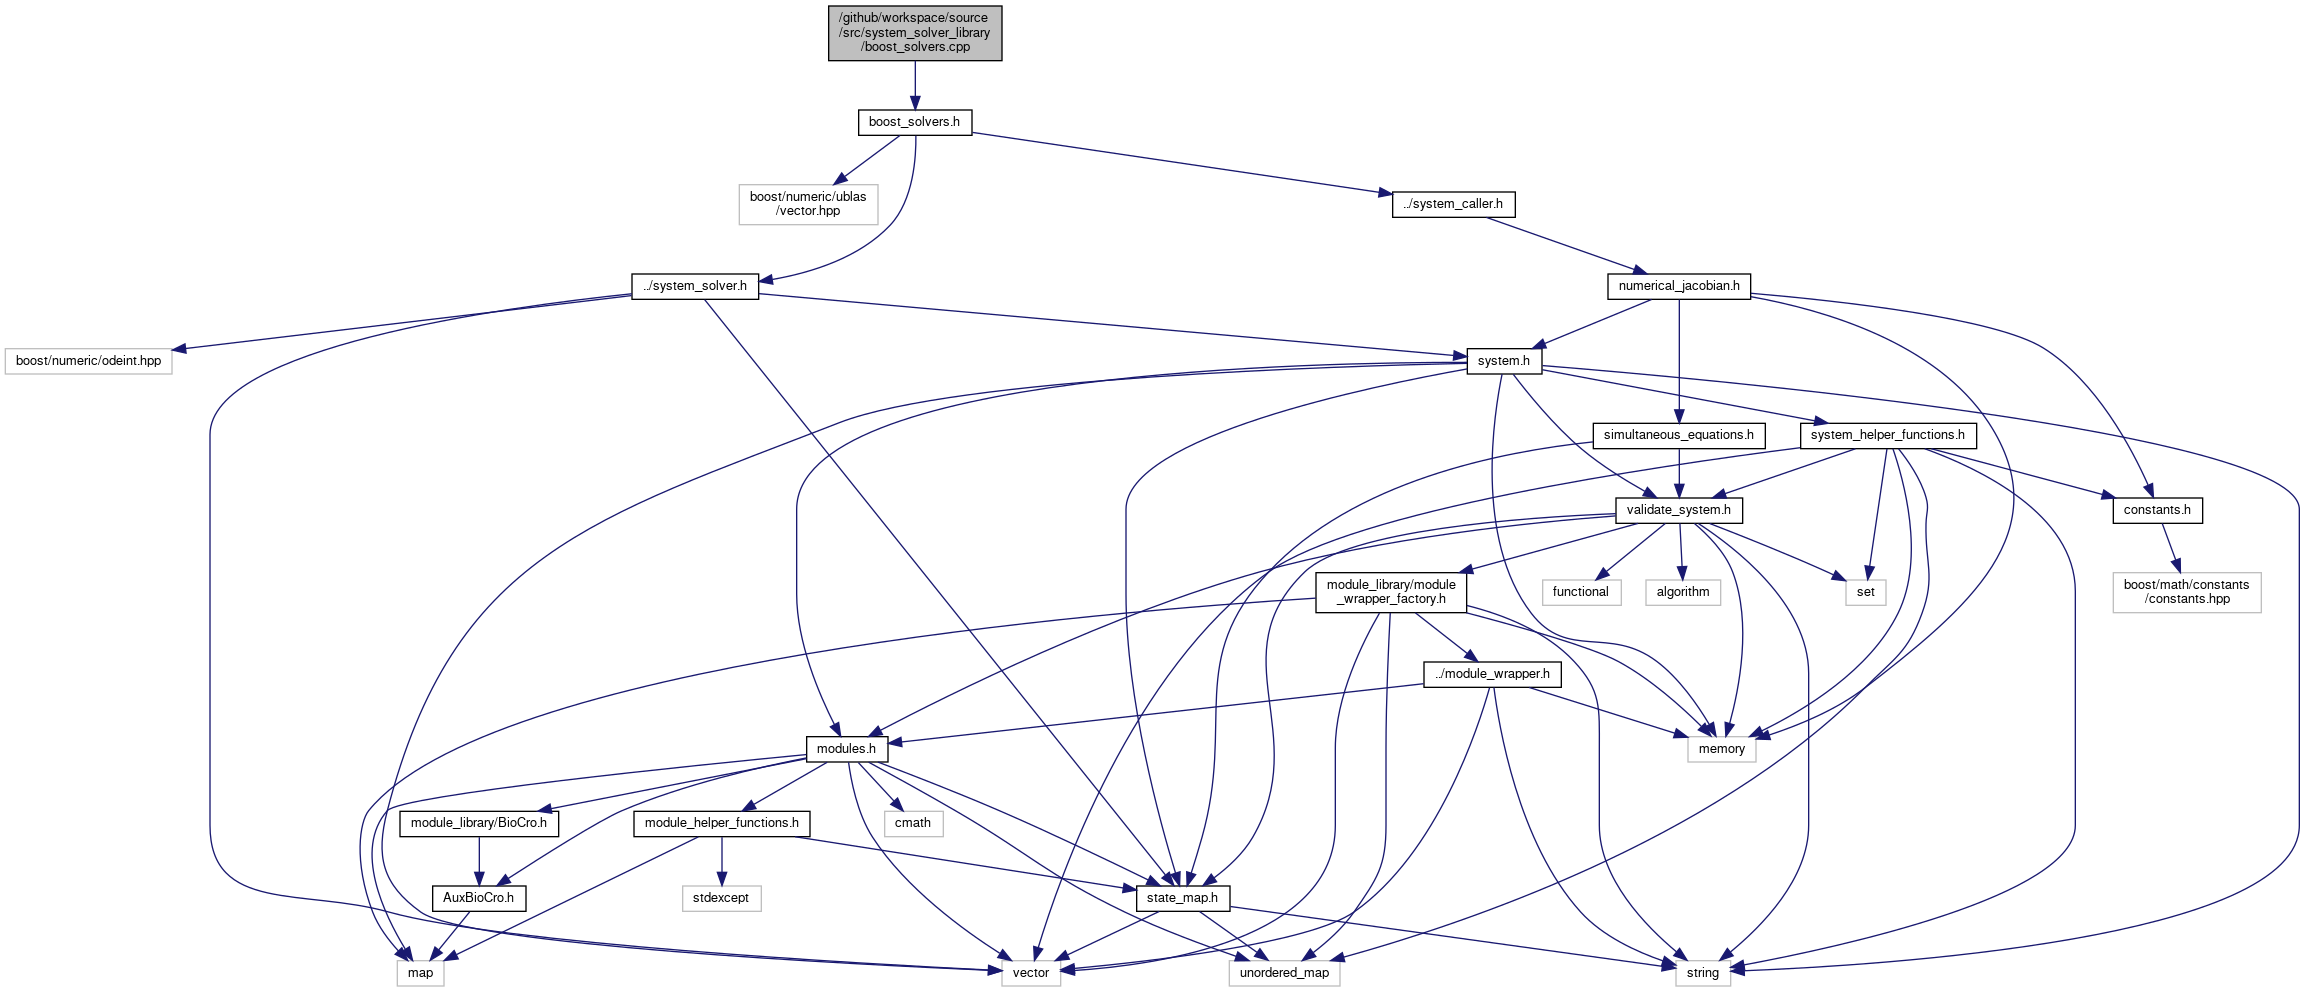 /github/workspace/source
/src/system_solver_library
/boost_solvers.cpp
boost_solvers.h
boost/numeric/ublas
/vector.hpp
../system_caller.h
../system_solver.h
numerical_jacobian.h
boost/numeric/odeint.hpp
system.h
simultaneous_equations.h
system_helper_functions.h
validate_system.h
constants.h
module_library/module
_wrapper_factory.h
functional
algorithm
set
boost/math/constants
/constants.hpp
../module_wrapper.h
modules.h
memory
module_library/BioCro.h
module_helper_functions.h
cmath
AuxBioCro.h
stdexcept
state_map.h
map
vector
unordered_map
string